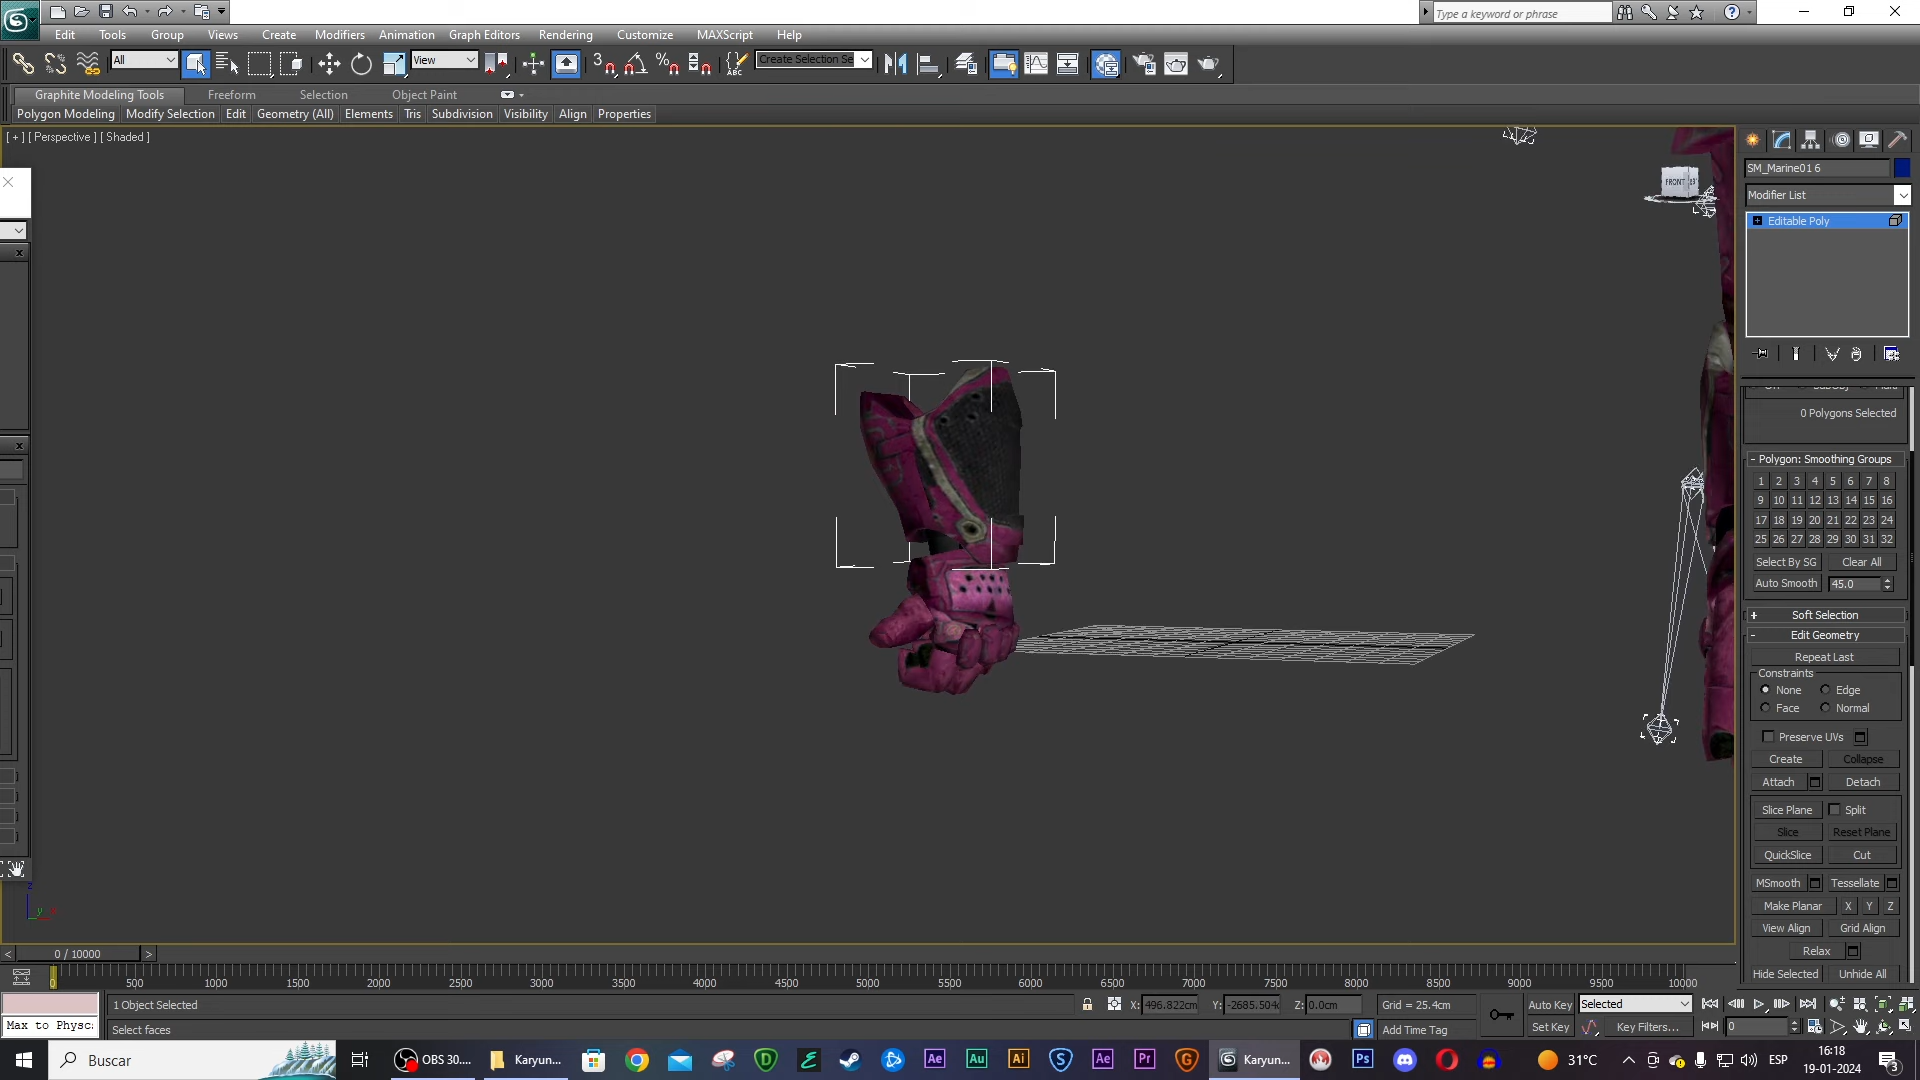 Type a keyword or phrase
Edit Tools Group Views Create Modifiers Animation Graph Editors Rendering Customize MAXScript Help
All View Create Selection Se
Graphite Modeling Tools Freeform Selection Object Paint
Polygon Modeling Modify Selection Edit Geometry (All) Elements Tris Subdivision Visibility Align Properties
[ + ] [ Perspective ] [ Shaded ]
FRONT
SM_Marine01 6
Modifier List
Editable Poly
0 Polygons Selected
- Polygon: Smoothing Groups
1 2 3 4 5 6 7 8
9 10 11 12 13 14 15 16
17 18 19 20 21 22 23 24
25 26 27 28 29 30 31 32
Select By SG Clear All
Auto Smooth 45.0
+ Soft Selection
- Edit Geometry
Repeat Last
Constraints
None Edge
Face Normal
Preserve UVs
Create Collapse
Attach Detach
Slice Plane Split
Slice Reset Plane
QuickSlice Cut
MSmooth Tessellate
Make Planar X Y Z
View Align Grid Align
Relax
Hide Selected Unhide All
z
y
< 0 / 10000 >
0 500 1000 1500 2000 2500 3000 3500 4000 4500 5000 5500 6000 6500 7000 7500 8000 8500 9000 9500 10000
1 Object Selected X: 496.822cm Y: -2685.504c Z: 0.0cm Grid = 25.4cm Auto Key Selected
Max to Physc:
Select faces Add Time Tag Set Key Key Filters... 0
Buscar OBS 30.... Karyun... Karyun... 31°C ESP 16:18
19-01-2024
3